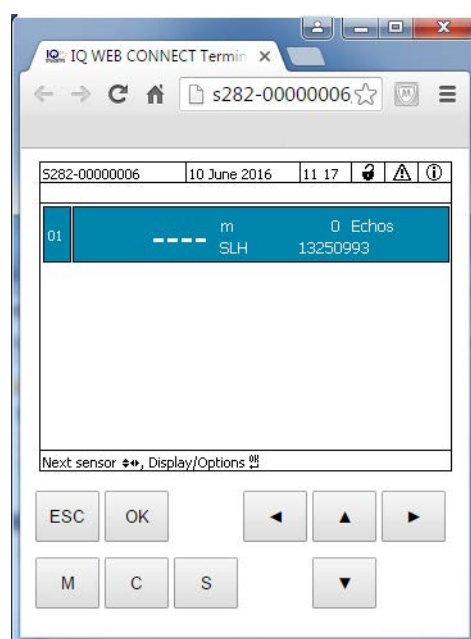 IQ WEB CONNECT Termin
s282-00000006.
S282-00000006 10 June 2016 11 17
01 ---- m 0 Echos
SLH 13250993
Next sensor, Display/Options OK
ESC OK
M C S